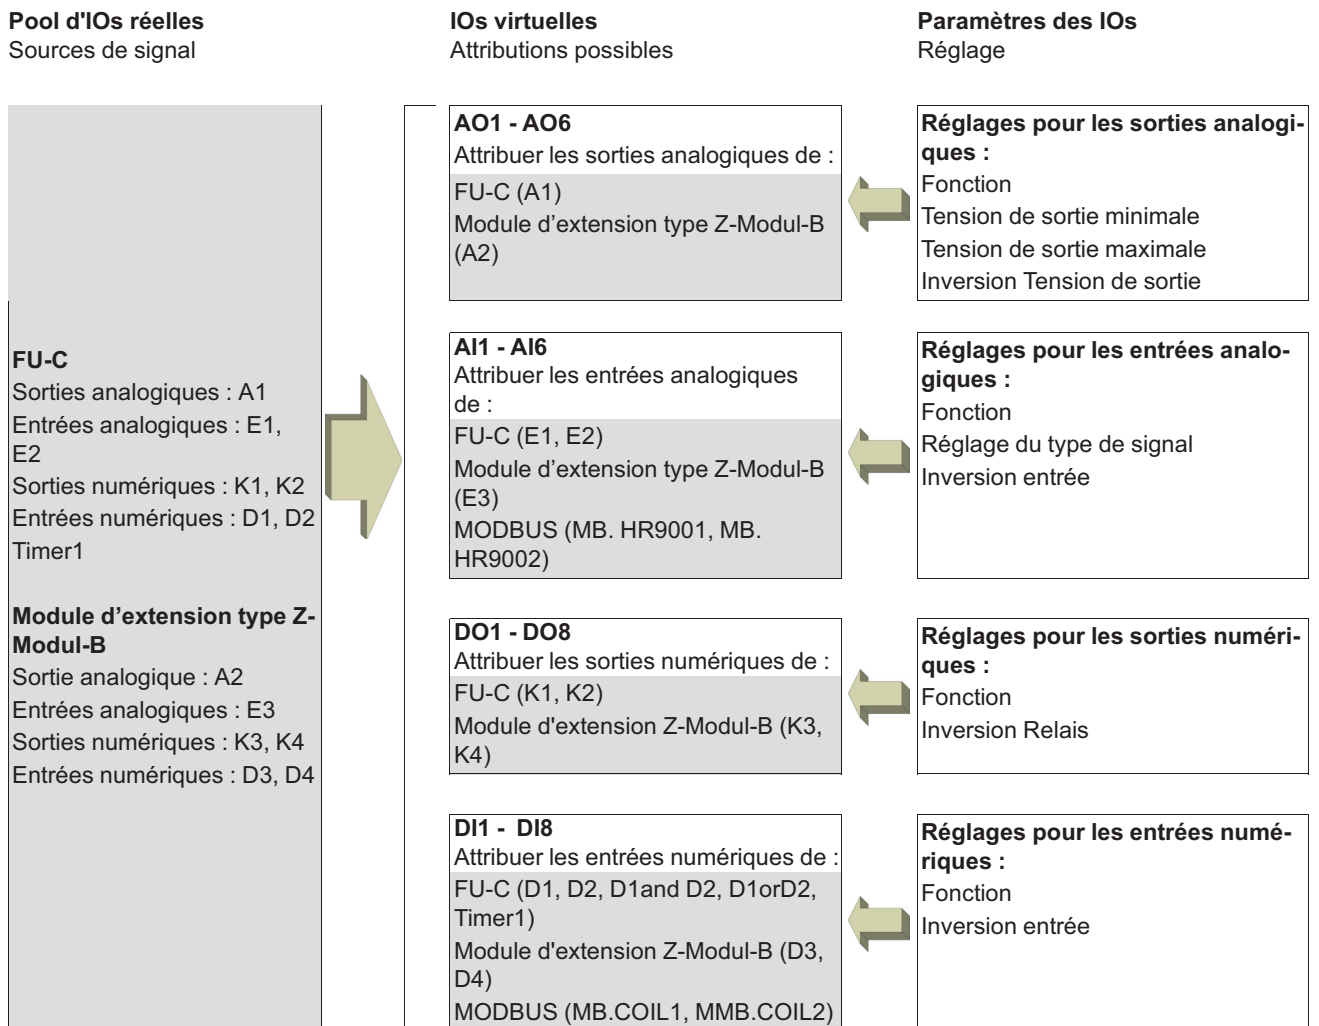 Pool d'IOs réelles
Sources de signal
IOs virtuelles
Attributions possibles
Paramètres des IOs
Réglage
FU-C
Sorties analogiques : A1
Entrées analogiques : E1,
E2
Sorties numériques : K1, K2
Entrées numériques : D1, D2
Timer1
Module d’extension type Z-
Modul-B
Sortie analogique : A2
Entrées analogiques : E3
Sorties numériques : K3, K4
Entrées numériques : D3, D4
AO1 - AO6
Attribuer les sorties analogiques de :
FU-C (A1)
Module d’extension type Z-Modul-B
(A2)
Réglages pour les sorties analogi-
ques :
Fonction
Tension de sortie minimale
Tension de sortie maximale
Inversion Tension de sortie
AI1 - AI6
Attribuer les entrées analogiques
de :
FU-C (E1, E2)
Module d’extension type Z-Modul-B
(E3)
MODBUS (MB. HR9001, MB.
HR9002)
Réglages pour les entrées analo-
giques :
Fonction
Réglage du type de signal
Inversion entrée
DO1 - DO8
Attribuer les sorties numériques de :
FU-C (K1, K2)
Module d'extension Z-Modul-B (K3,
K4)
Réglages pour les sorties numéri-
ques :
Fonction
Inversion Relais
DI1 - DI8
Attribuer les entrées numériques de :
FU-C (D1, D2, D1and D2, D1orD2,
Timer1)
Module d'extension Z-Modul-B (D3,
D4)
MODBUS (MB.COIL1, MMB.COIL2)
Réglages pour les entrées numé-
riques :
Fonction
Inversion entrée